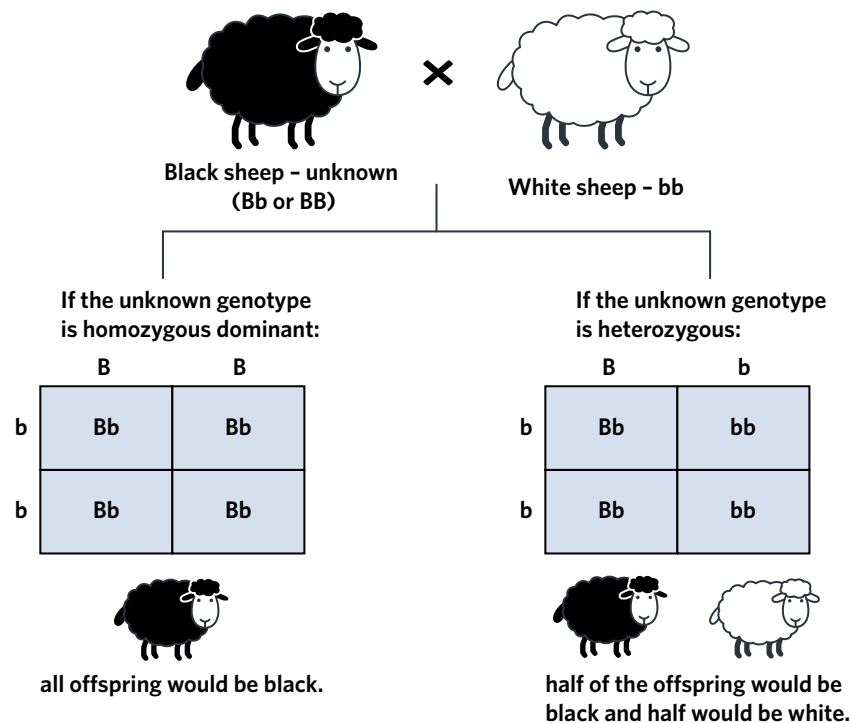 Black sheep – unknown
(Bb or BB)
White sheep – bb
If the unknown genotype
is homozygous dominant:
B B
b Bb Bb
b Bb Bb
all offspring would be black.
If the unknown genotype
is heterozygous:
B b
b Bb bb
b Bb bb
half of the offspring would be
black and half would be white.